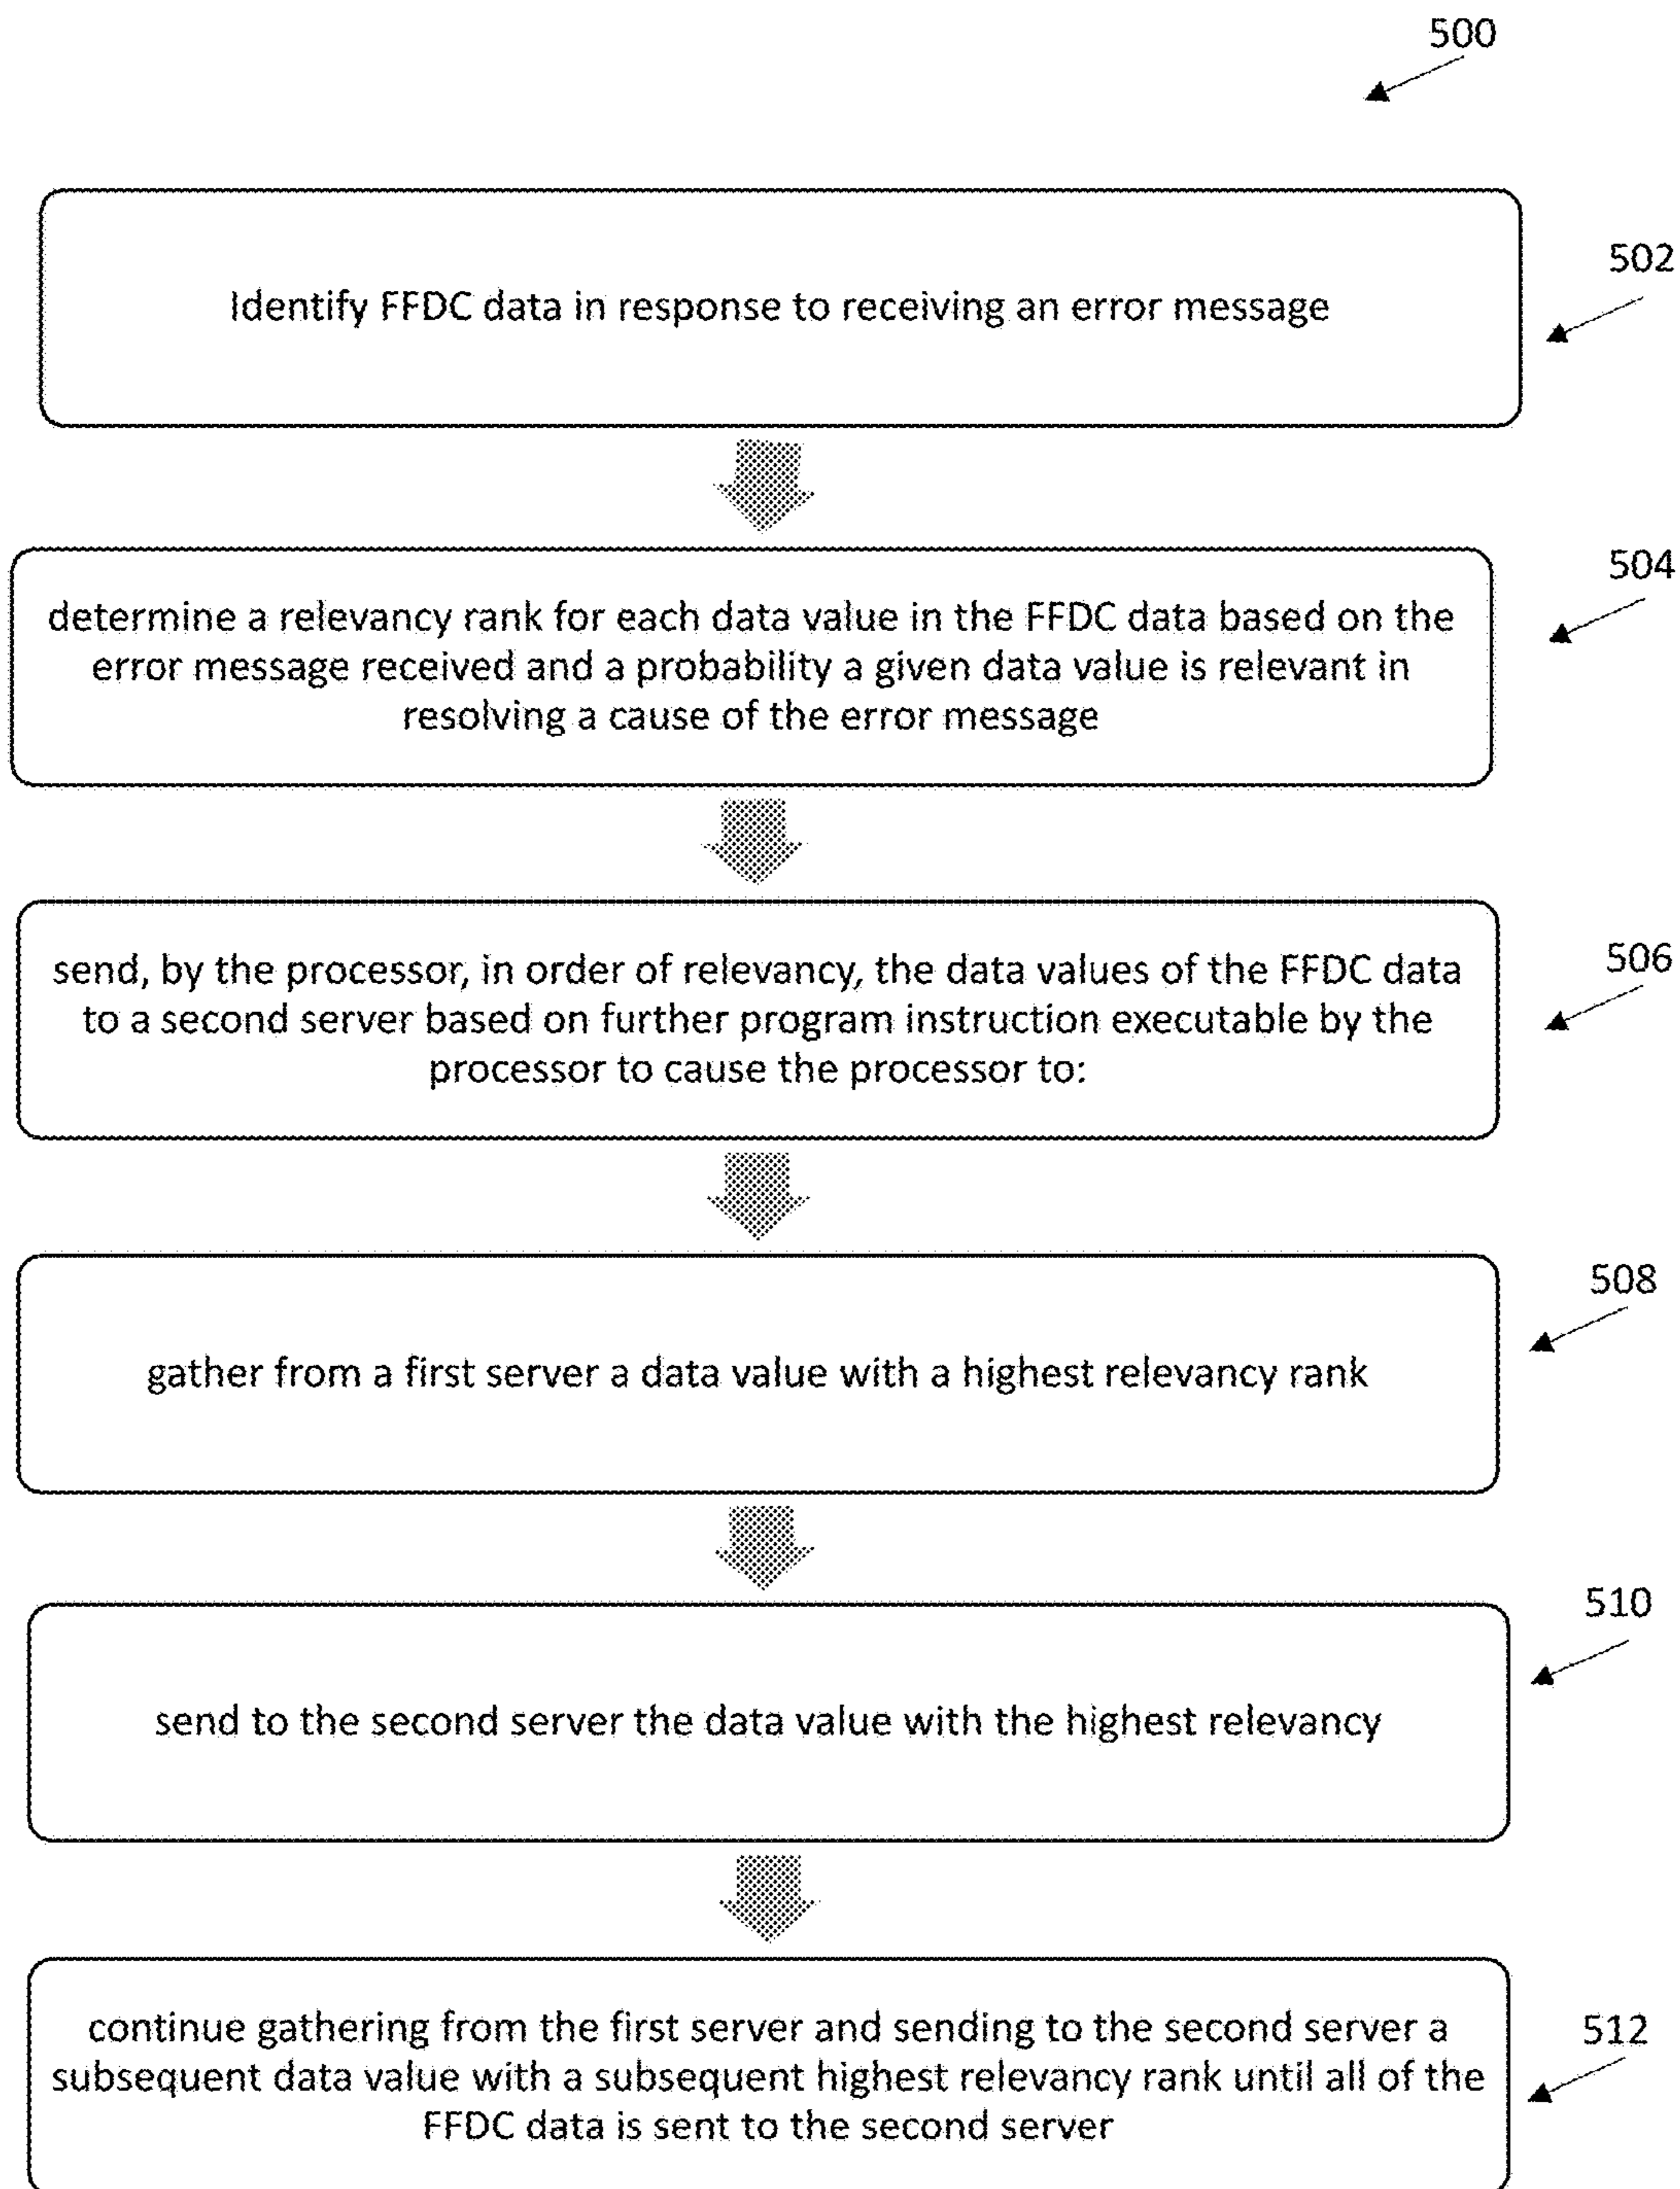 500
Identify FFDC data in response to receiving an error message
502
determine a relevancy rank for each data value in the FFDC data based on the
error message received and a probability a given data value is relevant in
resolving a cause of the error message
504
send, by the processor, in order of relevancy, the data values of the FFDC data
to a second server based on further program instruction executable by the
processor to cause the processor to:
506
gather from a first server a data value with a highest relevancy rank
508
send to the second server the data value with the highest relevancy
510
continue gathering from the first server and sending to the second server a
subsequent data value with a subsequent highest relevancy rank until all of the
FFDC data is sent to the second server
512